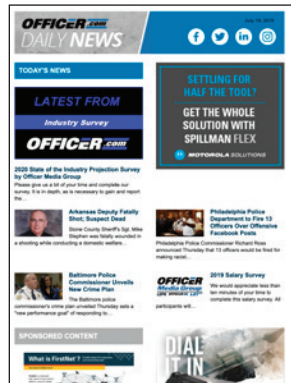 OFFICER.com
DAILY NEWS
July 19, 2019
TODAY'S NEWS
LATEST FROM
Industry Survey
OFFICER.com
2020 State of the Industry Projection Survey
by Officer Media Group
Please give us a bit of your time and complete our
survey. It is in depth, as is necessary to gain and report
the...
SETTLING FOR
HALF THE TOOL?
GET THE WHOLE
SOLUTION WITH
SPILLMAN FLEX
MOTOROLA SOLUTIONS
Arkansas Deputy Fatally
Shot; Suspect Dead
Stone County Sheriff's Sgt. Mike
Stephen was fatally wounded in
a shooting while conducting a domestic welfare...
Philadelphia Police
Department to Fire 13
Officers Over Offensive
Facebook Posts
Philadelphia Police Commissioner Richard Ross
announced Thursday that 13 officers would be fired for
making racist...
Baltimore Police
Commissioner Unveils
New Crime Plan
The Baltimore police
commissioner's crime plan unveiled Thursday sets a
"new performance goal" of responding to...
OFFICER
Media Group
2019 Salary Survey
We would appreciate less than
ten minutes of your time to
complete this salary survey. All
participants will...
SPONSORED CONTENT
What is FirstNet?
DIAL
IT IN